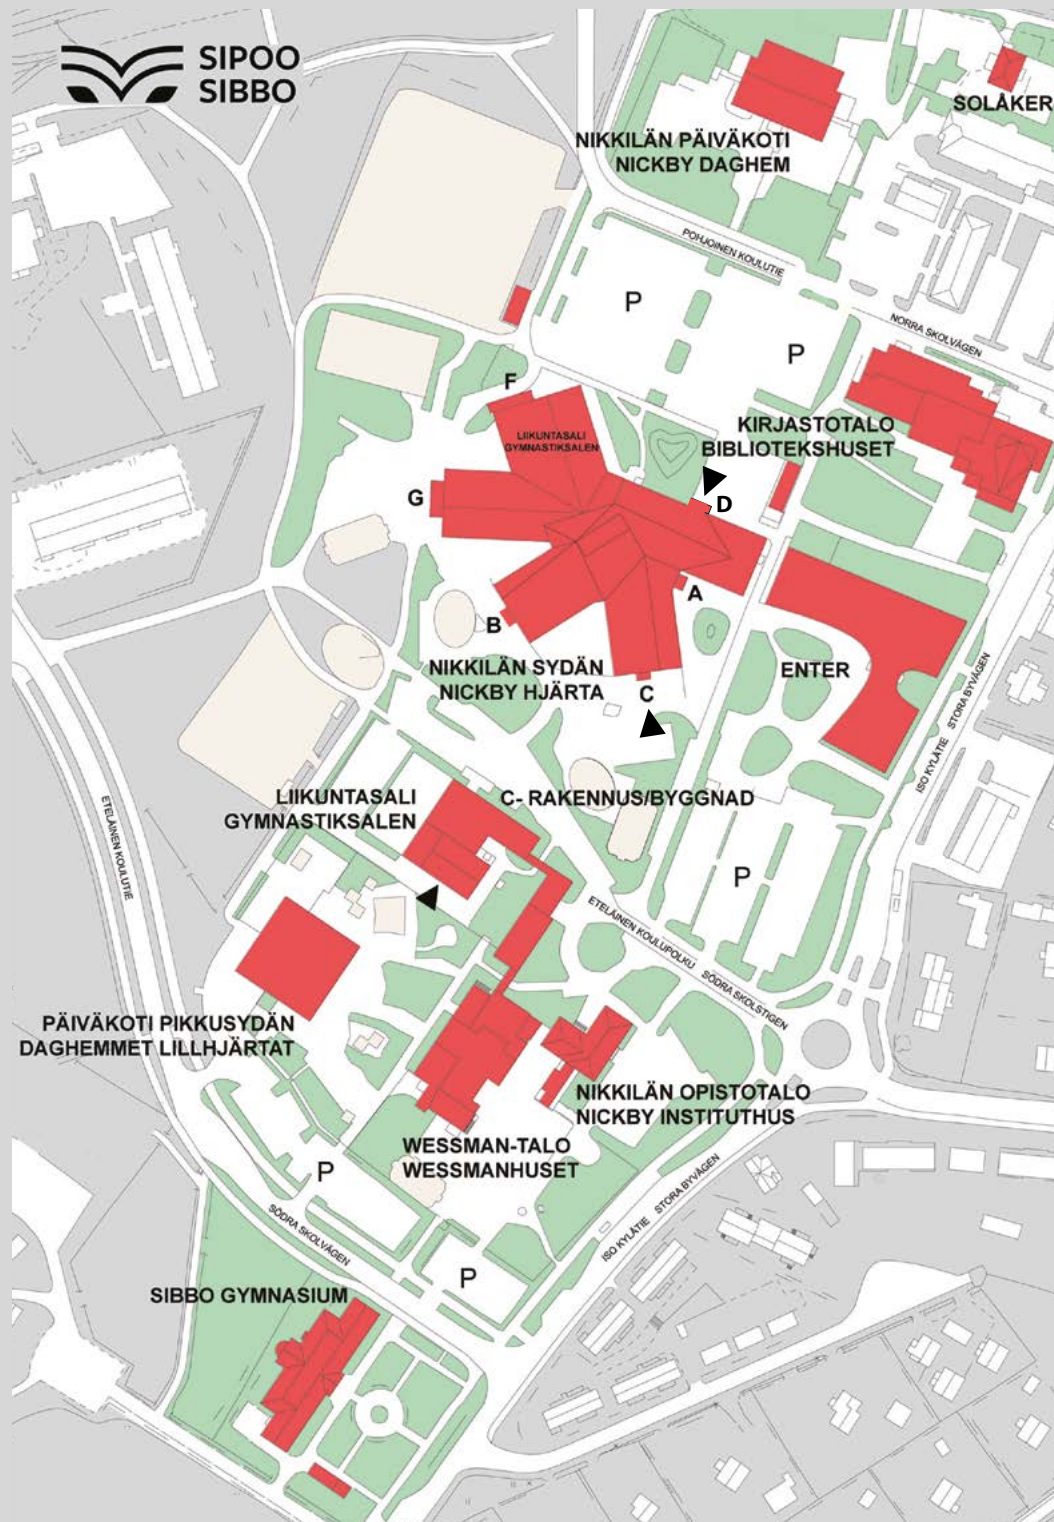 SIPOO
SIBBO
SOLÅKER
NIKKILÄN PÄIVÄKOTI
NICKBY DAGHEM
POHJOINEN KOULUTIE
P
NORRA SKOLVÄGEN
P
F
KIRJASTOTALO
BIBLIOTEKSHUSET
LIIKUNTASALI
GYMNASTIKSALEN
G
D
A
B
NIKKILÄN SYDÄN
NICKBY HJÄRTA
ENTER
C
ISO KYLÄTIE STORA BYVÄGEN
LIIKUNTASALI
GYMNASTIKSALEN
C- RAKENNUS/BYGGNAD
ETELÄINEN KOULUTIE
P
ETELÄINEN KOULUPOLKU SÖDRA SKOLSTIGEN
PÄIVÄKOTI PIKKUSYDÄN
DAGHEMMET LILLHJÄRTAT
NIKKILÄN OPISTOTALO
NICKBY INSTITUTHUS
WESSMAN-TALO
WESSMANHUSET
P
ISO KYLÄTIE STORA BYVÄGEN
SÖDRA SKOLVÄGEN
P
SIBBO GYMNASIUM